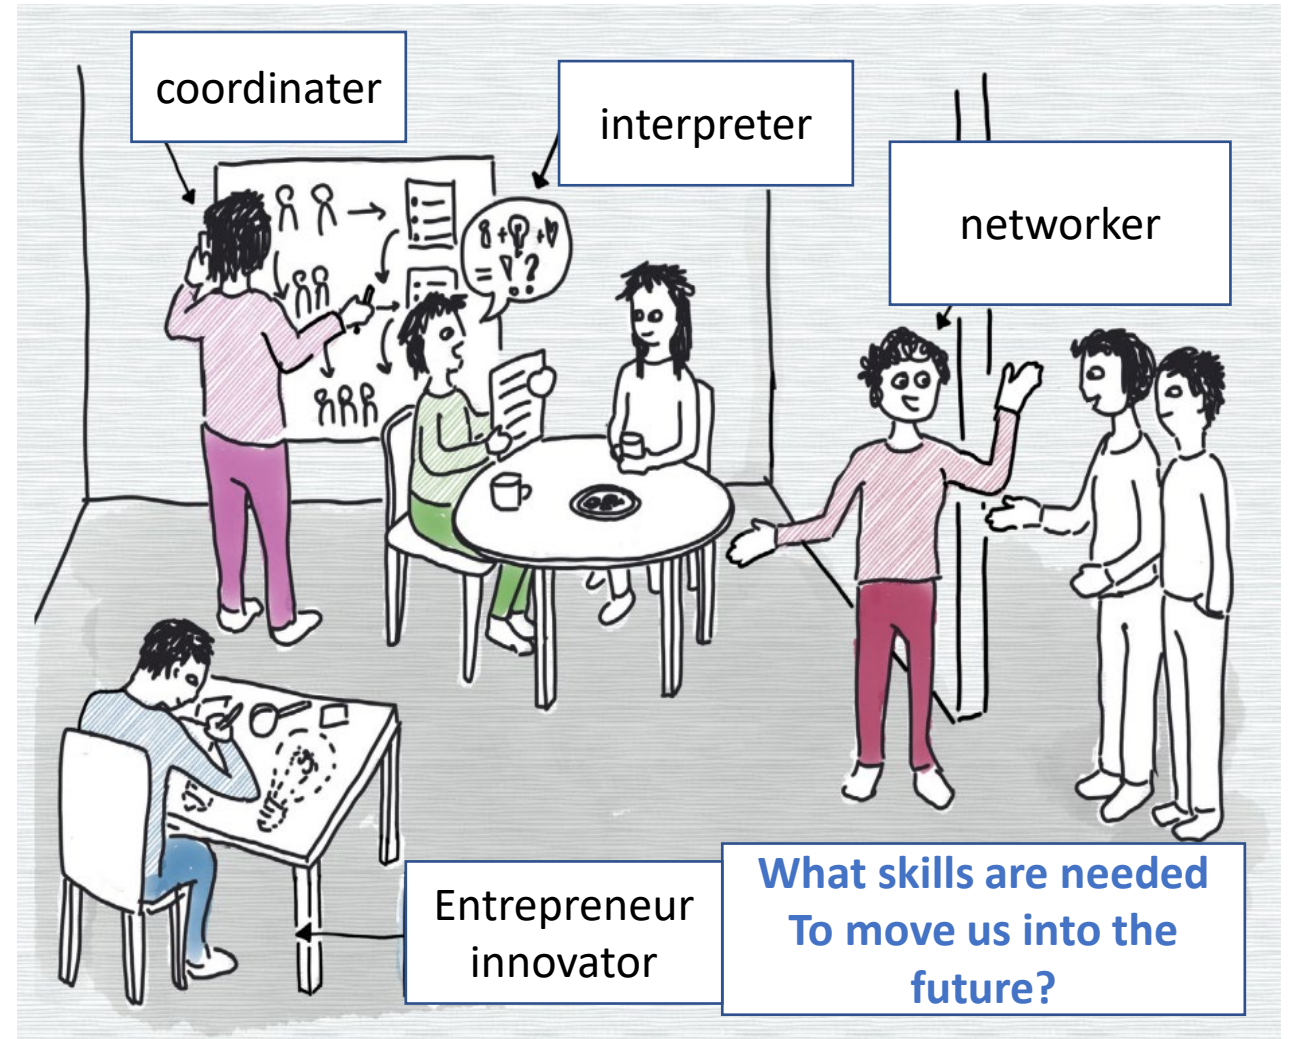 coordinater
interpreter
networker
Entrepreneur
innovator
What skills are needed
To move us into the
future?